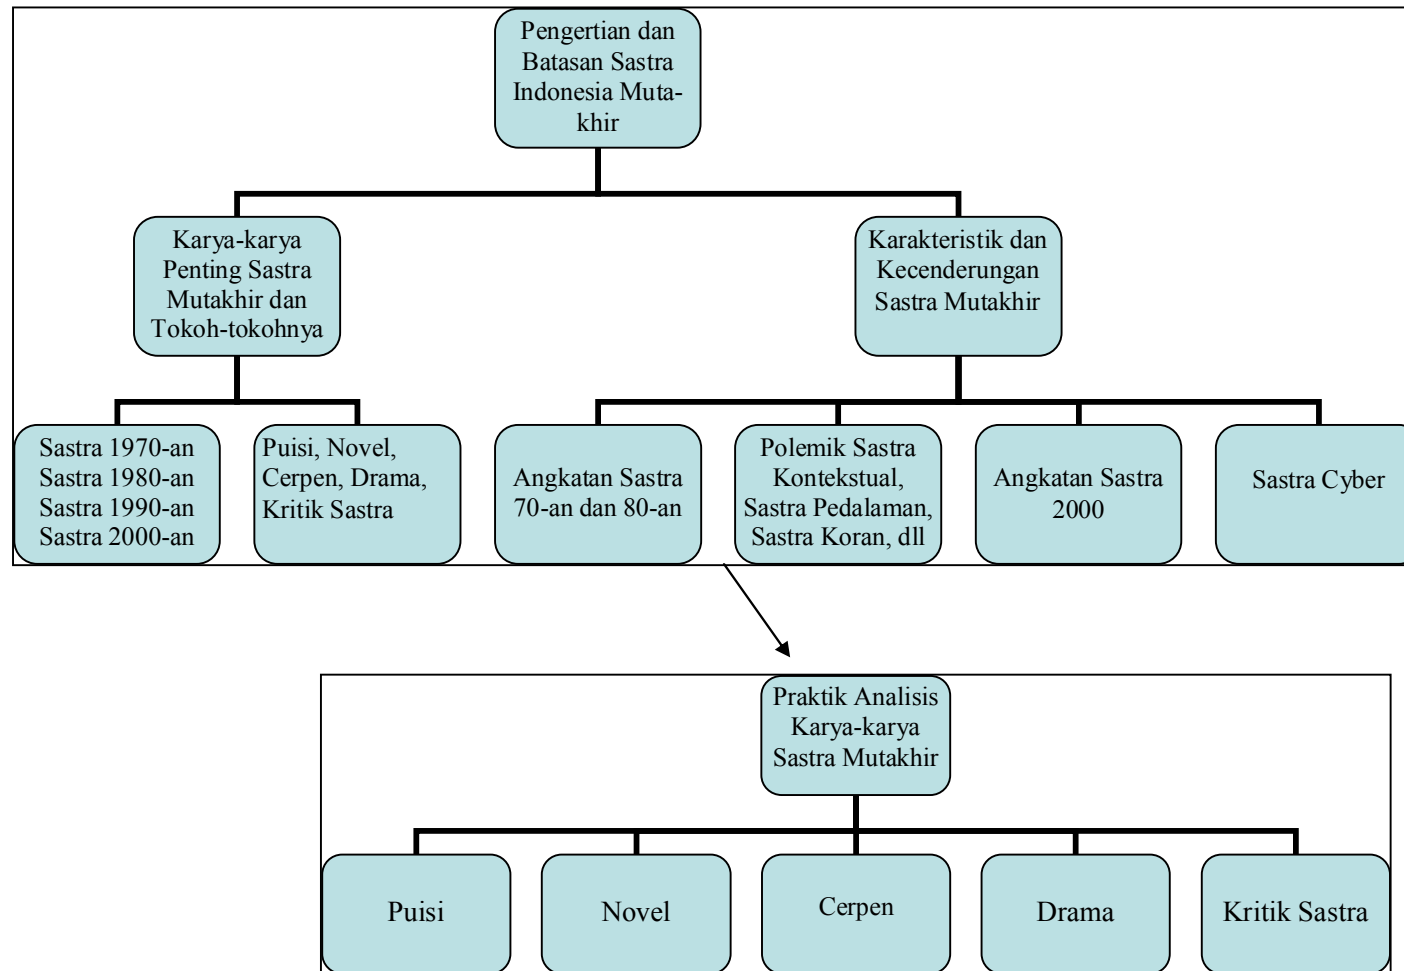 Pengertian dan
Batasan Sastra
Indonesia Muta-
khir
Karya-karya
Penting Sastra
Mutakhir dan
Tokoh-tokohnya
Karakteristik dan
Kecenderungan
Sastra Mutakhir
Sastra 1970-an
Sastra 1980-an
Sastra 1990-an
Sastra 2000-an
Puisi, Novel,
Cerpen, Drama,
Kritik Sastra
Angkatan Sastra
70-an dan 80-an
Polemik Sastra
Kontekstual,
Sastra Pedalaman,
Sastra Koran, dll
Angkatan Sastra
2000
Sastra Cyber
Praktik Analisis
Karya-karya
Sastra Mutakhir
Puisi
Novel
Cerpen
Drama
Kritik Sastra